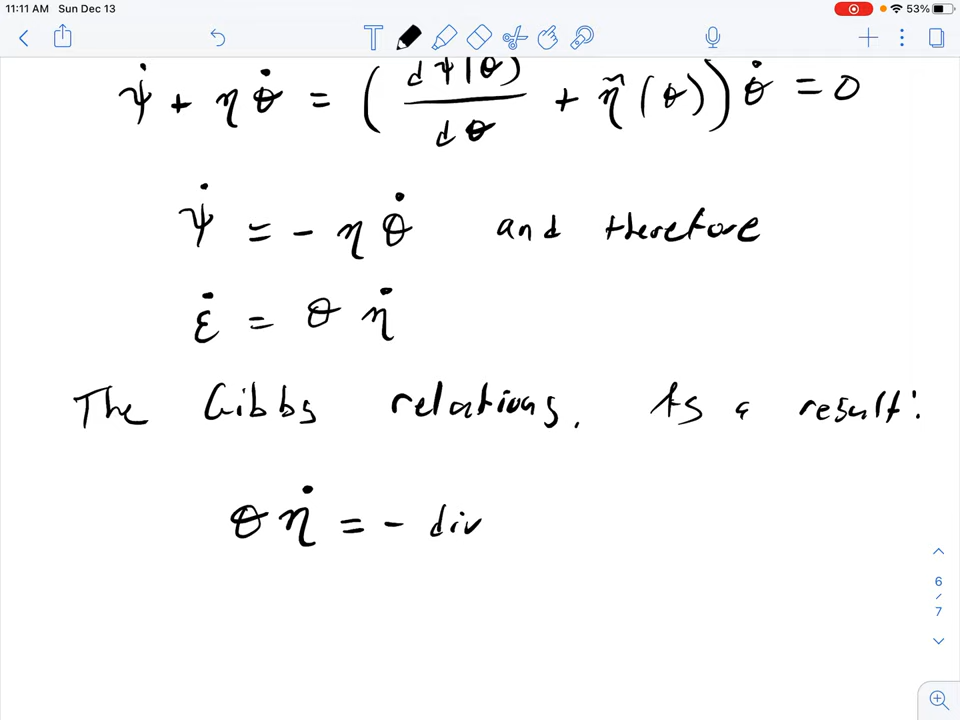 11:11 AM Sun Dec 13 53%
T
ψ̇ + η θ̇ = ( dψ(θ) / dθ + η̃(θ) ) θ̇ = 0
ψ̇ = - η θ̇ and therefore
ε̇ = θ η̇
The Gibbs relations. As a result:
θ η̇ = - div
6
/
7